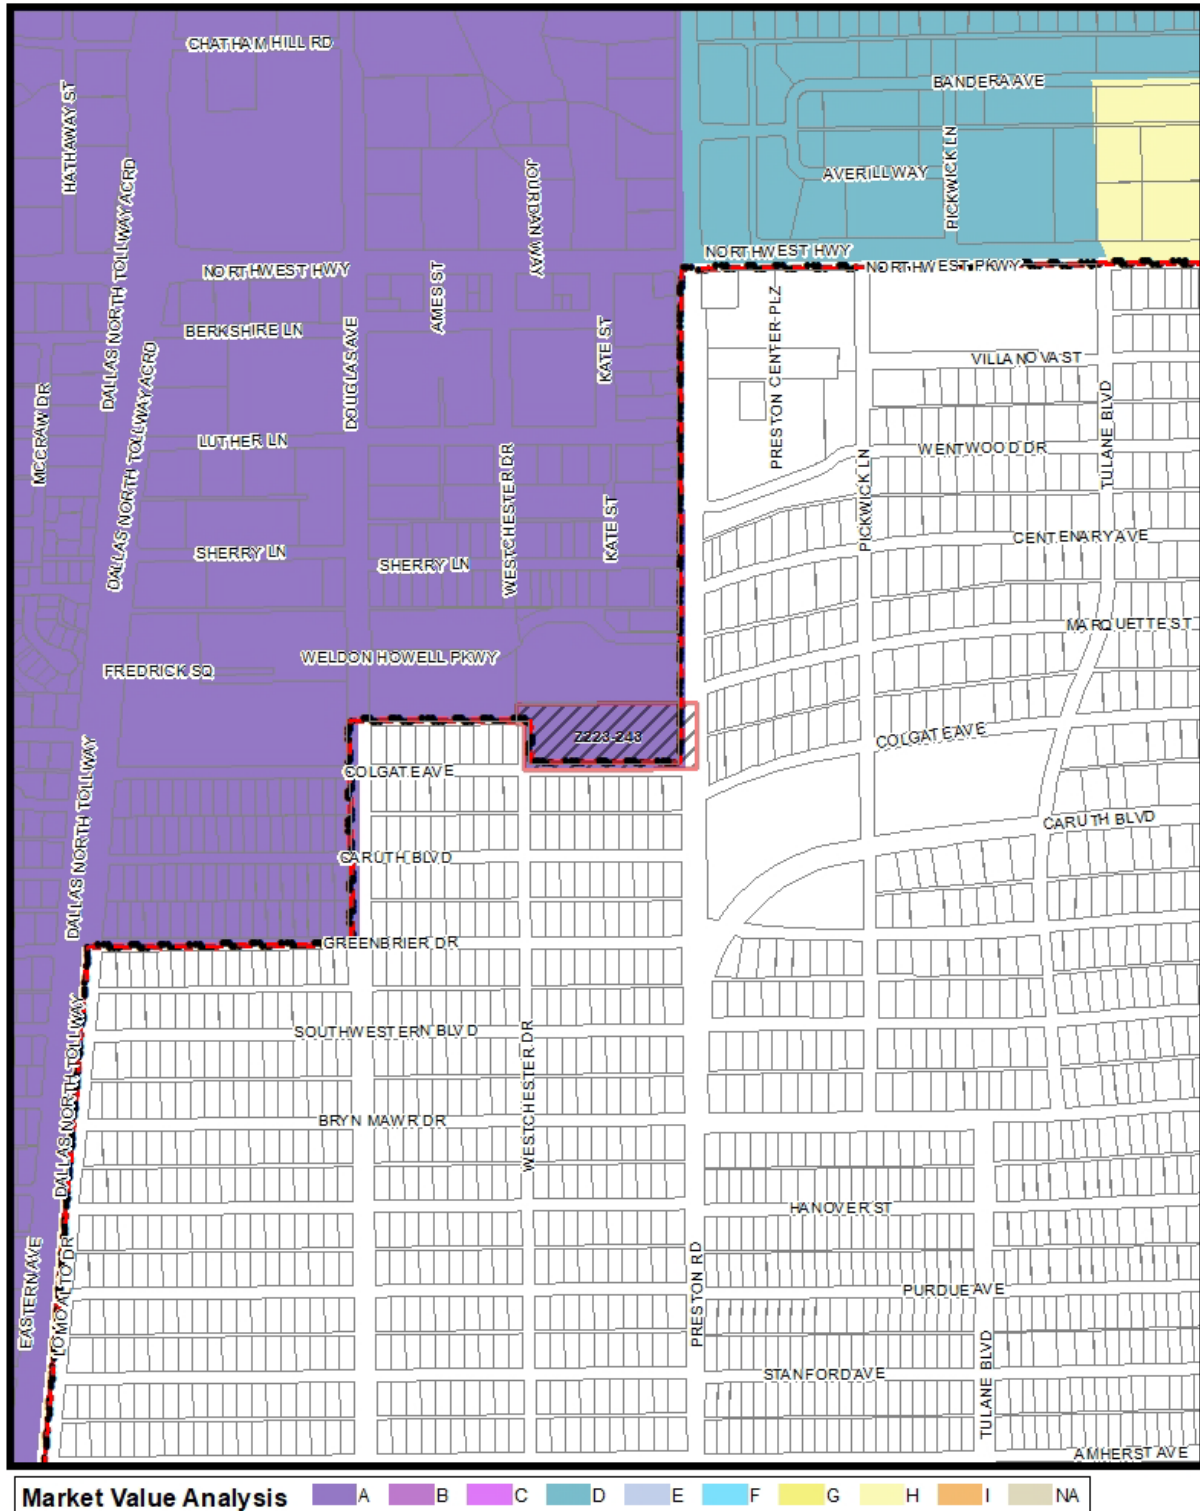 CHATHAM HILL RD
HATHAWAY ST
BANDERA AVE
DALLAS NORTH TOLLWAY ACRD
JOURDAN WAY
AVERILL WAY
PICKWICK LN
NORTHWEST HWY
NORTHWEST HWY
NORTHWEST PKWY
AMES ST
BERKSHIRE LN
DOUGLAS AVE
KATE ST
PRESTON CENTER PLZ
VILLANOVA ST
MCCRAW DR
DALLAS NORTH TOLLWAY ACRD
LUTHER LN
WESTCHESTER DR
PICKWICK LN
WENTWOOD DR
TULANE BLVD
KATE ST
SHERRY LN
SHERRY LN
CENTENARY AVE
MARQUETTE ST
WELDON HOWELL PKWY
FREDRICK SQ
Z223-243
COLGATE AVE
COLGATE AVE
DALLAS NORTH TOLLWAY
CARUTH BLVD
CARUTH BLVD
GREENBRIER DR
DALLAS NORTH TOLLWAY
SOUTHWESTERN BLVD
WESTCHESTER DR
BRYN MAWR DR
HANOVER ST
EASTERN AVE
LOMO ALTO DR
PRESTON RD
PURDUE AVE
STANFORD AVE
TULANE BLVD
AMHERST AVE
Market Value Analysis A B C D E F G H I NA